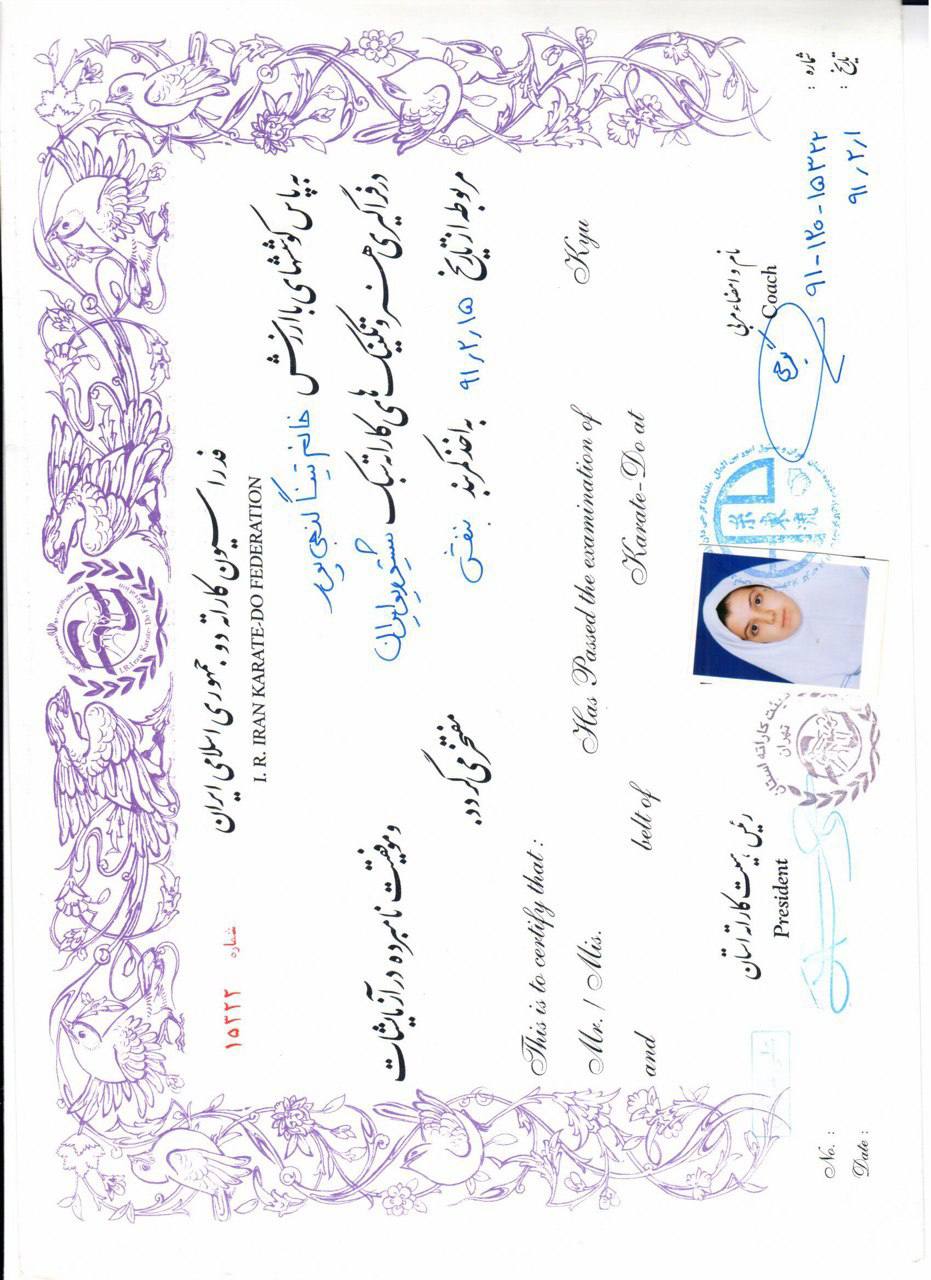 I.R.Iran Karate-Do Federation
فدراسیون کاراته دو جمهوری اسلامی ایران
شماره ۱۵۳۲۲
I. R. IRAN KARATE-DO FEDERATION
به پاس کوششهای باارزش خانم تینا گنجی پور
در فراگیری هنر و تکنیک های کاراته سبک شیتوریو ایران و موفقیت نامبرده در آزمایشات
مربوطه از تاریخ ۹۱/۲/۱۵ به اخذ کمربند بنفش مفتخر می گردد.
This is to certify that :
Mr. / Mis. Has Passed the examination of Kyu
and belt of Karate-Do at
نام و امضاء مربی
Coach
رئیس هیئت کاراته استان
President
هیئت کاراته استان
تهران
糸東流
شماره : ۹۱-۱۲۰-۱۵۳۲۲
تاریخ : ۹۱/۲/۱
No. :
Date :